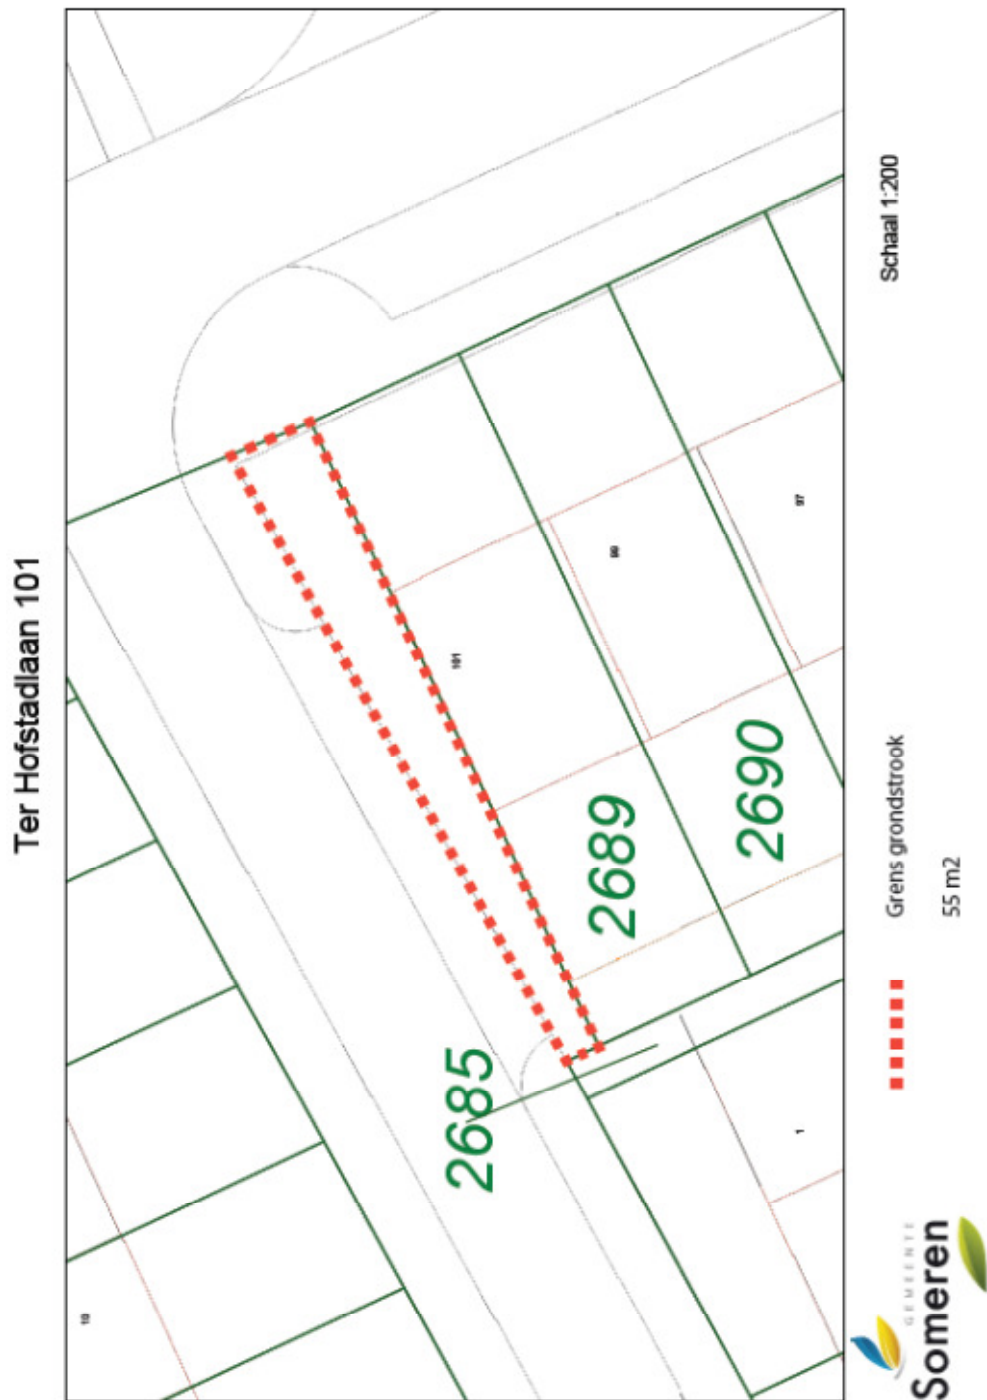 Ter Hofstadlaan 101
2685
2689
2690
101
99
97
1
Grens grondstrook
55 m2
Schaal 1:200
GEMEENTE
Someren